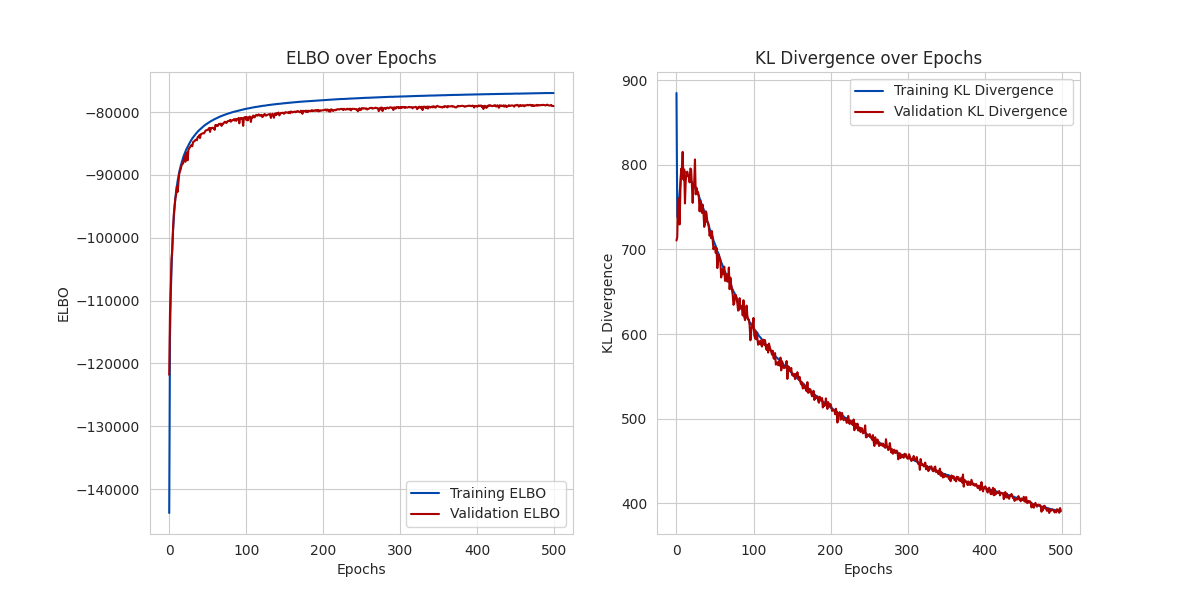 ELBO over Epochs
−80000
−90000
−100000
−110000
−120000
−130000
−140000
ELBO
0 100 200 300 400 500
Epochs
Training ELBO
Validation ELBO
KL Divergence over Epochs
900
800
700
600
500
400
KL Divergence
0 100 200 300 400 500
Epochs
Training KL Divergence
Validation KL Divergence